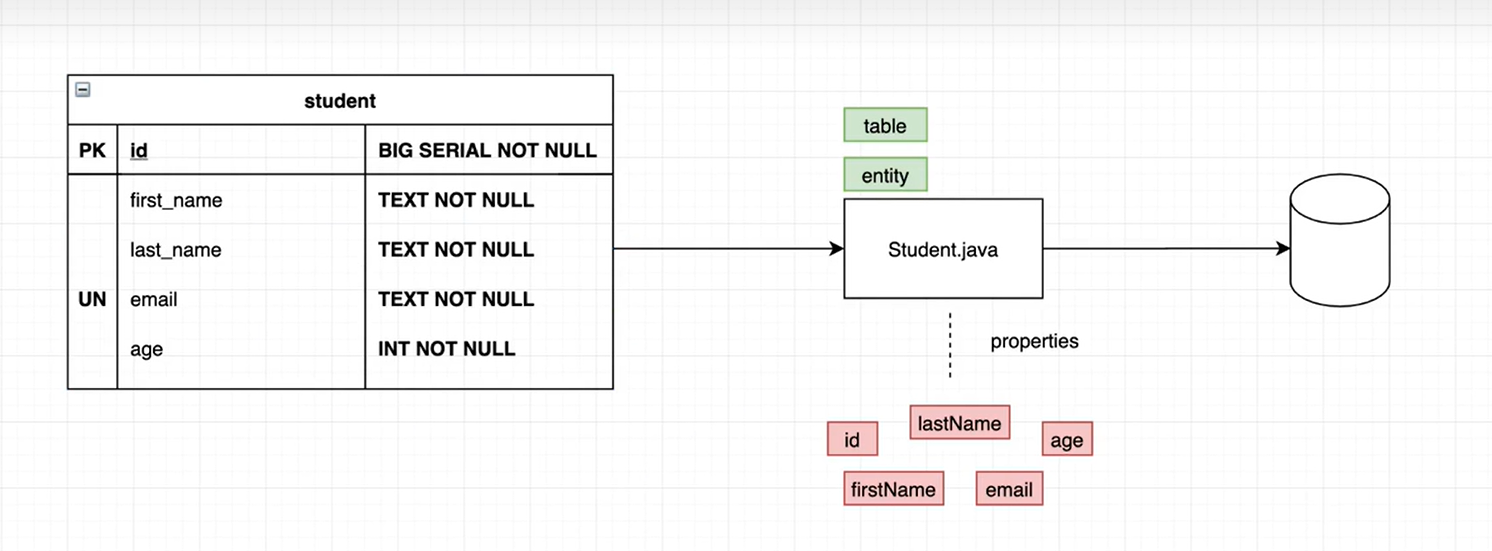 student
PK id BIG SERIAL NOT NULL
first_name TEXT NOT NULL
last_name TEXT NOT NULL
UN email TEXT NOT NULL
age INT NOT NULL
table
entity
Student.java
properties
lastName
id
age
firstName
email